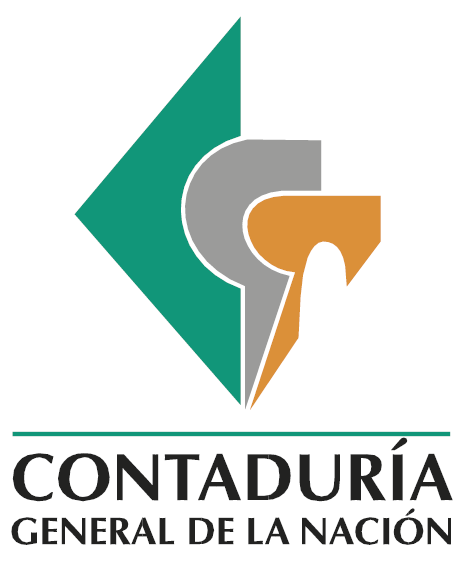 CONTADURÍA
GENERAL DE LA NACIÓN